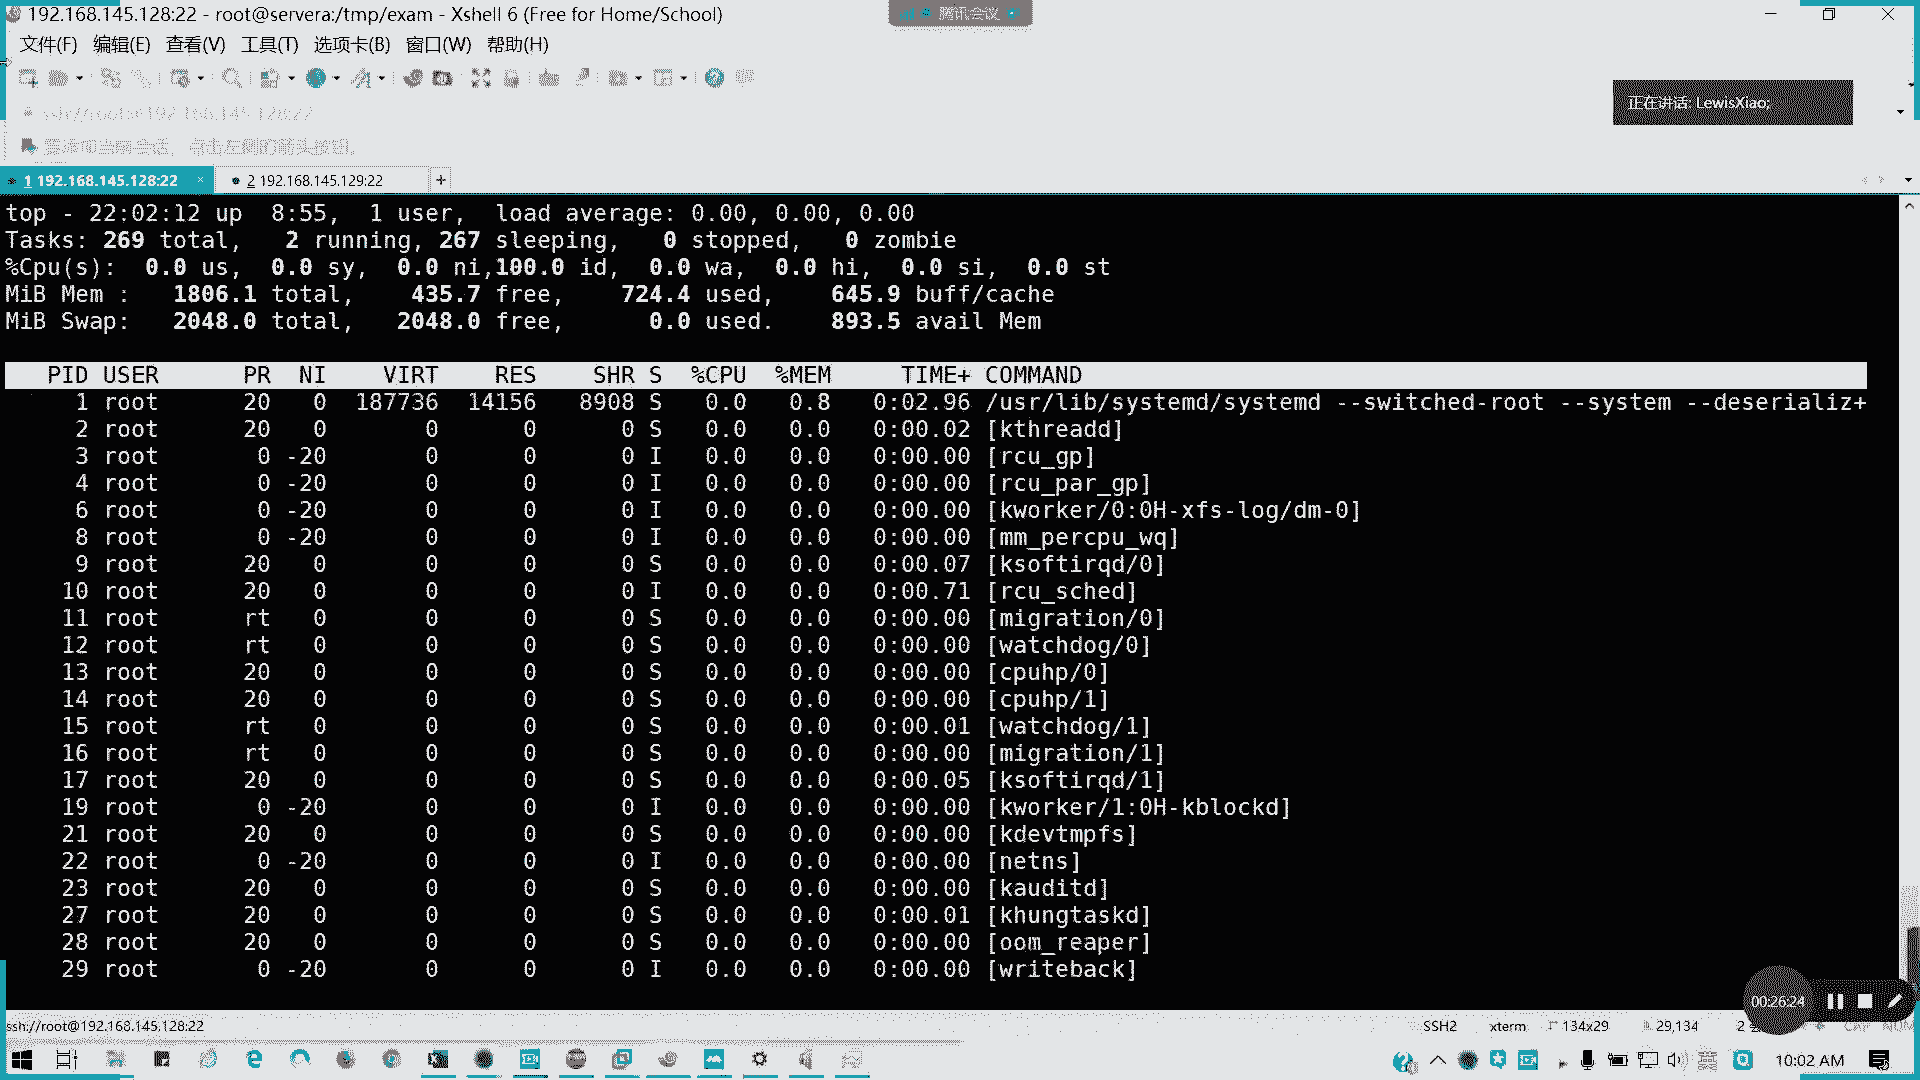 192.168.145.128:22 - root@servera:/tmp/exam - Xshell 6 (Free for Home/School)
腾讯会议
文件(F) 编辑(E) 查看(V) 工具(T) 选项卡(B) 窗口(W) 帮助(H)
正在讲话: LewisXiao;
ssh://root@192.168.145.128:22
要添加当前会话，点击左侧的箭头按钮。
1 192.168.145.128:22 × 2 192.168.145.129:22 +
top - 22:02:12 up  8:55,  1 user,  load average: 0.00, 0.00, 0.00
Tasks: 269 total,   2 running, 267 sleeping,   0 stopped,   0 zombie
%Cpu(s):  0.0 us,  0.0 sy,  0.0 ni,100.0 id,  0.0 wa,  0.0 hi,  0.0 si,  0.0 st
MiB Mem :   1806.1 total,    435.7 free,    724.4 used,    645.9 buff/cache
MiB Swap:   2048.0 total,   2048.0 free,      0.0 used.    893.5 avail Mem
PID USER      PR  NI    VIRT    RES    SHR S  %CPU  %MEM     TIME+ COMMAND
1 root      20   0  187736  14156   8908 S   0.0   0.8   0:02.96 /usr/lib/systemd/systemd --switched-root --system --deserializ+
2 root      20   0       0      0      0 S   0.0   0.0   0:00.02 [kthreadd]
3 root       0 -20       0      0      0 I   0.0   0.0   0:00.00 [rcu_gp]
4 root       0 -20       0      0      0 I   0.0   0.0   0:00.00 [rcu_par_gp]
6 root       0 -20       0      0      0 I   0.0   0.0   0:00.00 [kworker/0:0H-xfs-log/dm-0]
8 root       0 -20       0      0      0 I   0.0   0.0   0:00.00 [mm_percpu_wq]
9 root      20   0       0      0      0 S   0.0   0.0   0:00.07 [ksoftirqd/0]
10 root      20   0       0      0      0 I   0.0   0.0   0:00.71 [rcu_sched]
11 root      rt   0       0      0      0 S   0.0   0.0   0:00.00 [migration/0]
12 root      rt   0       0      0      0 S   0.0   0.0   0:00.00 [watchdog/0]
13 root      20   0       0      0      0 S   0.0   0.0   0:00.00 [cpuhp/0]
14 root      20   0       0      0      0 S   0.0   0.0   0:00.00 [cpuhp/1]
15 root      rt   0       0      0      0 S   0.0   0.0   0:00.01 [watchdog/1]
16 root      rt   0       0      0      0 S   0.0   0.0   0:00.00 [migration/1]
17 root      20   0       0      0      0 S   0.0   0.0   0:00.05 [ksoftirqd/1]
19 root       0 -20       0      0      0 I   0.0   0.0   0:00.00 [kworker/1:0H-kblockd]
21 root      20   0       0      0      0 S   0.0   0.0   0:00.00 [kdevtmpfs]
22 root       0 -20       0      0      0 I   0.0   0.0   0:00.00 [netns]
23 root      20   0       0      0      0 S   0.0   0.0   0:00.00 [kauditd]
27 root      20   0       0      0      0 S   0.0   0.0   0:00.01 [khungtaskd]
28 root      20   0       0      0      0 S   0.0   0.0   0:00.00 [oom_reaper]
29 root       0 -20       0      0      0 I   0.0   0.0   0:00.00 [writeback]
00:26:24
ssh://root@192.168.145.128:22 SSH2 xterm 134x29 29,134 2 CAP NUM
英 10:02 AM